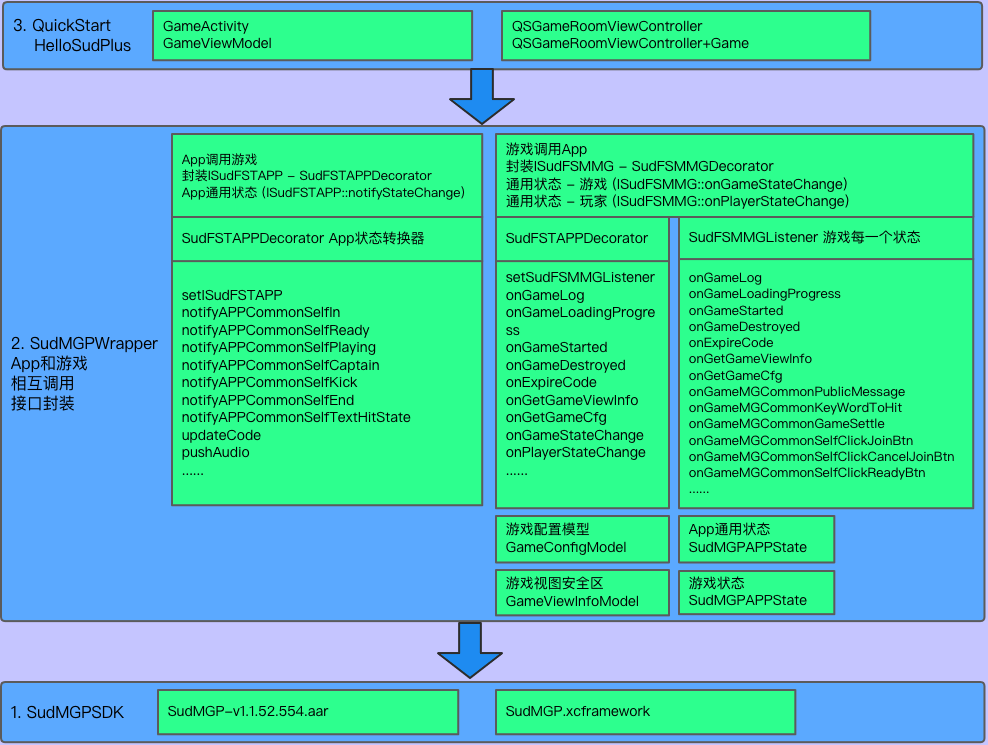 3. QuickStart
HelloSudPlus
GameActivity
GameViewModel
QSGameRoomViewController
QSGameRoomViewController+Game
2. SudMGPWrapper
App和游戏
相互调用
接口封装
App调用游戏
封装ISudFSTAPP - SudFSTAPPDecorator
App通用状态 (ISudFSTAPP::notifyStateChange)
SudFSTAPPDecorator App状态转换器
setISudFSTAPP
notifyAPPCommonSelfIn
notifyAPPCommonSelfReady
notifyAPPCommonSelfPlaying
notifyAPPCommonSelfCaptain
notifyAPPCommonSelfKick
notifyAPPCommonSelfEnd
notifyAPPCommonSelfTextHitState
updateCode
pushAudio
......
游戏调用App
封装ISudFSMMG - SudFSMMGDecorator
通用状态 - 游戏 (ISudFSMMG::onGameStateChange)
通用状态 - 玩家 (ISudFSMMG::onPlayerStateChange)
SudFSTAPPDecorator
setSudFSMMGListener
onGameLog
onGameLoadingProgre
ss
onGameStarted
onGameDestroyed
onExpireCode
onGetGameViewInfo
onGetGameCfg
onGameStateChange
onPlayerStateChange
......
SudFSMMGListener 游戏每一个状态
onGameLog
onGameLoadingProgress
onGameStarted
onGameDestroyed
onExpireCode
onGetGameViewInfo
onGetGameCfg
onGameMGCommonPublicMessage
onGameMGCommonKeyWordToHit
onGameMGCommonGameSettle
onGameMGCommonSelfClickJoinBtn
onGameMGCommonSelfClickCancelJoinBtn
onGameMGCommonSelfClickReadyBtn
......
游戏配置模型
GameConfigModel
App通用状态
SudMGPAPPState
游戏视图安全区
GameViewInfoModel
游戏状态
SudMGPAPPState
1. SudMGPSDK
SudMGP-v1.1.52.554.aar
SudMGP.xcframework